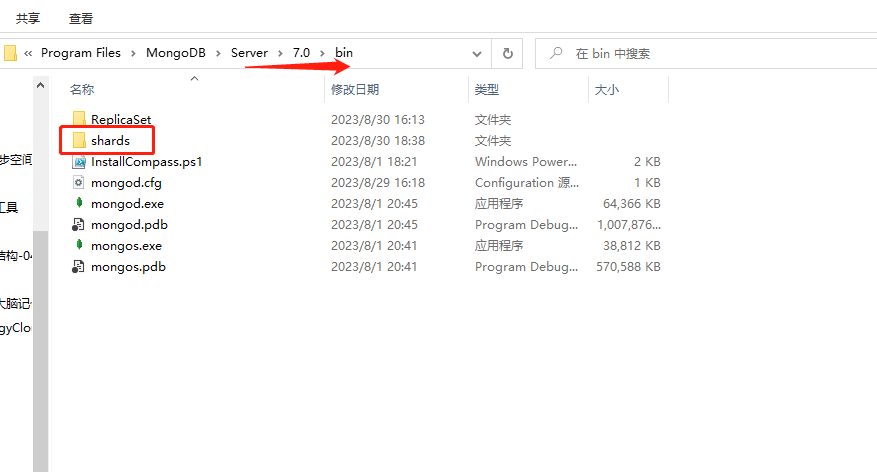 共享 查看
« Program Files › MongoDB › Server › 7.0 › bin 在 bin 中搜索
名称 修改日期 类型 大小
ReplicaSet 2023/8/30 16:13 文件夹
shards 2023/8/30 18:38 文件夹
步空间 InstallCompass.ps1 2023/8/1 18:21 Windows Power... 2 KB
mongod.cfg 2023/8/29 16:18 Configuration 源... 1 KB
工具 mongod.exe 2023/8/1 20:45 应用程序 64,366 KB
mongod.pdb 2023/8/1 20:45 Program Debug... 1,007,876...
结构-04 mongos.exe 2023/8/1 20:41 应用程序 38,812 KB
mongos.pdb 2023/8/1 20:41 Program Debug... 570,588 KB
大脑记
gyClou